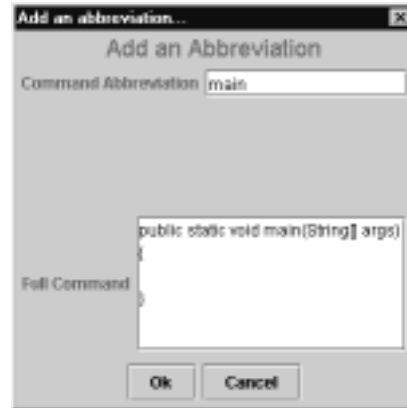 Add an abbreviation...
Add an Abbreviation
Command Abbreviation main
public static void main(String[] args)
{
Full Command
}
Ok Cancel